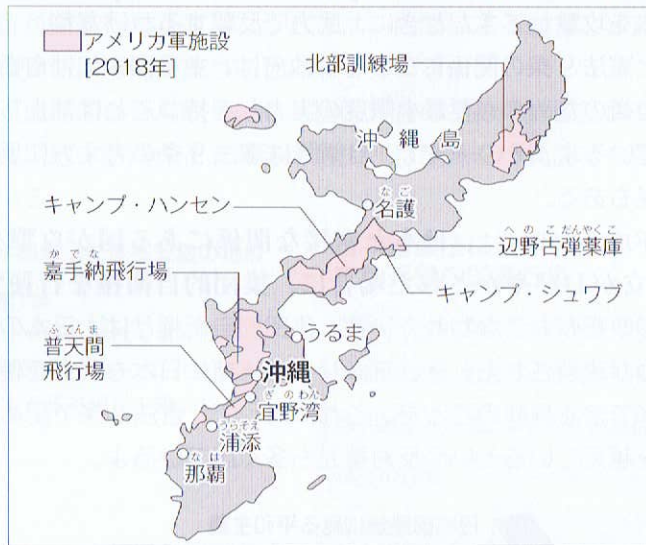 アメリカ軍施設
[2018年]
北部訓練場
沖縄島
なご
名護
キャンプ・ハンセン
へのこだんやくこ
辺野古弾薬庫
かでな
嘉手納飛行場
キャンプ・シュワブ
ふてんま
普天間
飛行場
うるま
沖縄
ぎのわん
宜野湾
うらそえ
浦添
なは
那覇